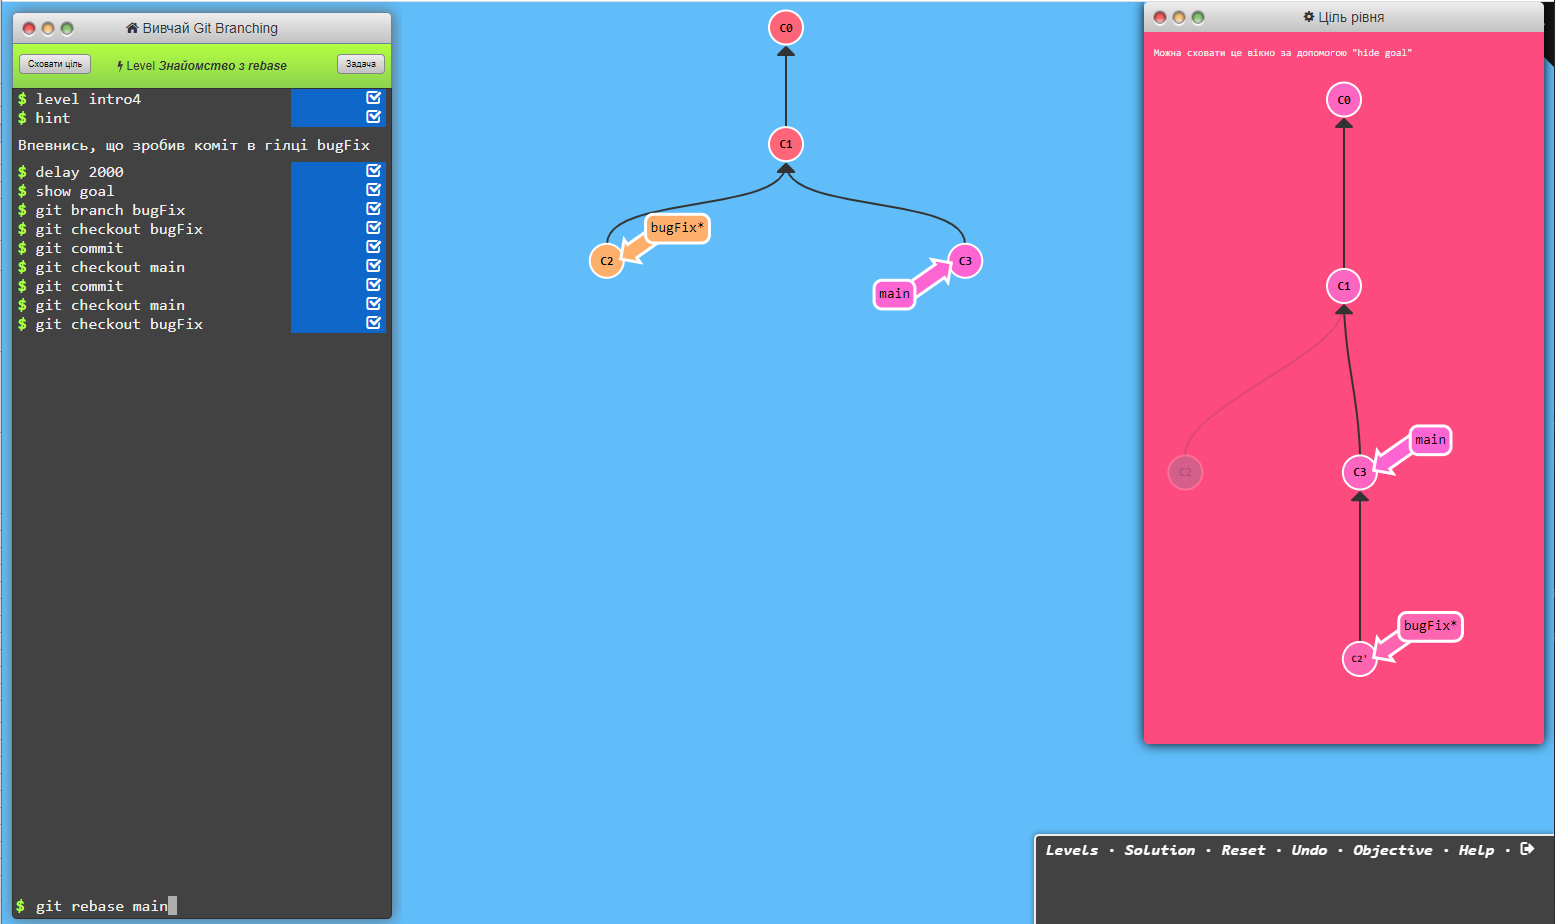 Вивчай Git Branching
Сховати ціль
Level Знайомство з rebase
Задача
$ level intro4
$ hint
Впевнись, що зробив коміт в гілці bugFix
$ delay 2000
$ show goal
$ git branch bugFix
$ git checkout bugFix
$ git commit
$ git checkout main
$ git commit
$ git checkout main
$ git checkout bugFix
$ git rebase main
C0
C1
bugFix*
C2
C3
main
Ціль рівня
Можна сховати це вікно за допомогою "hide goal"
C0
C1
main
C2
C3
bugFix*
C2'
Levels · Solution · Reset · Undo · Objective · Help ·